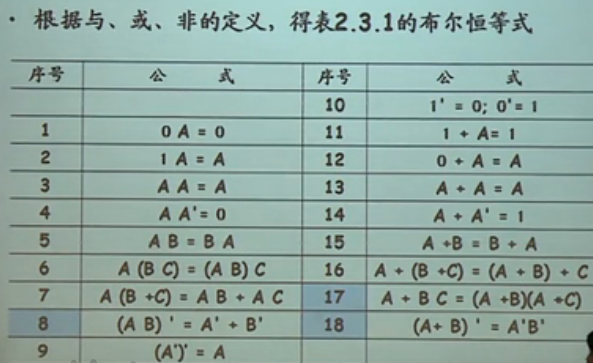 · 根据与、或、非的定义，得表2.3.1的布尔恒等式
序号 公 式 序号 公 式
10 1' = 0; 0'= 1
1 0 A = 0 11 1 + A= 1
2 1 A = A 12 0 + A = A
3 A A = A 13 A + A = A
4 A A'= 0 14 A + A' = 1
5 A B = B A 15 A +B = B + A
6 A (B C) = (A B) C 16 A + (B +C) = (A + B) + C
7 A (B +C) = A B + A C 17 A + B C = (A +B)(A +C)
8 (A B) ' = A' + B' 18 (A+ B) ' = A'B'
9 (A')' = A